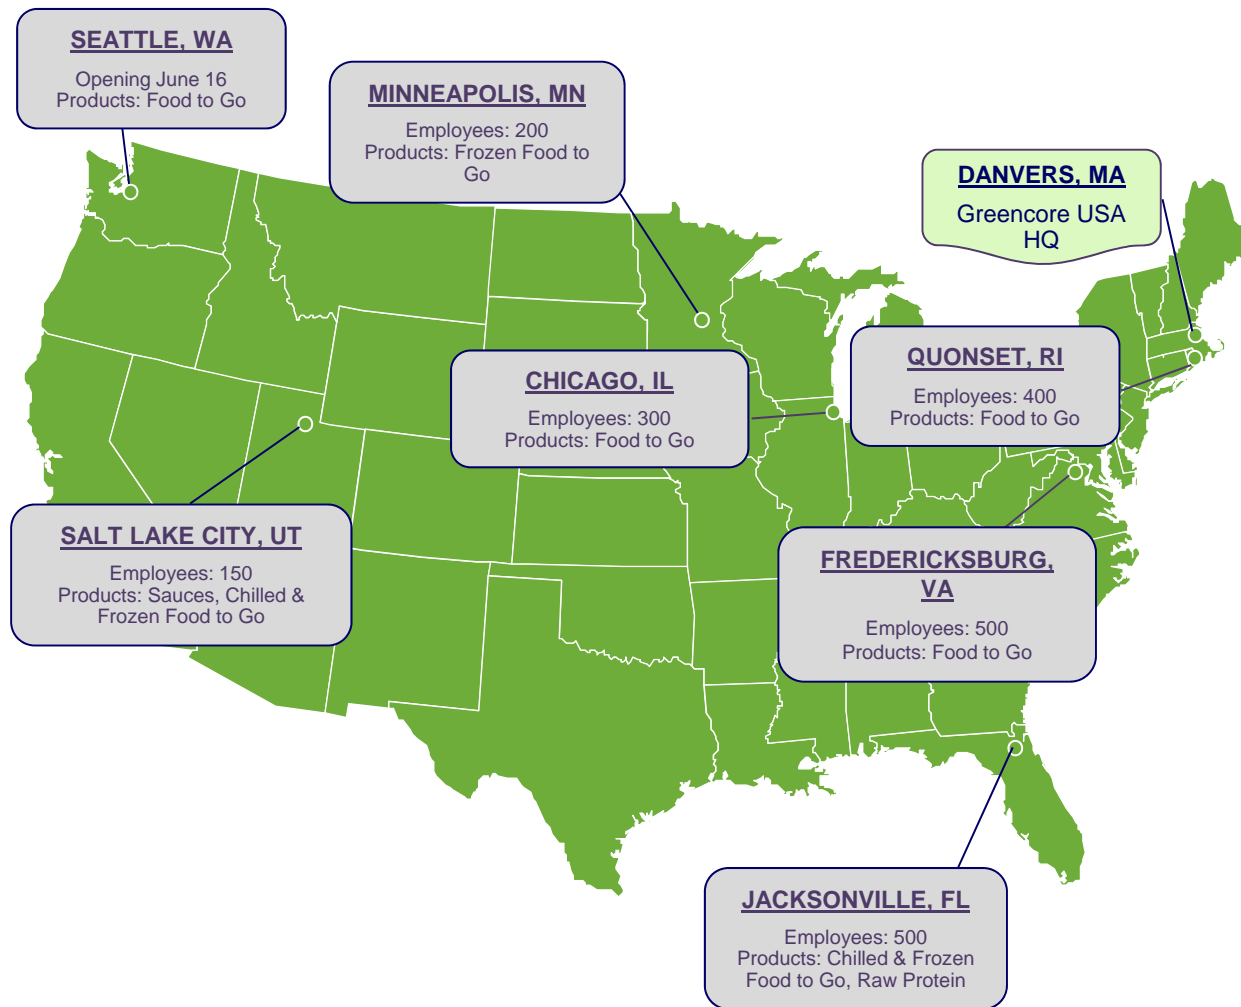 SEATTLE, WA
Opening June 16
Products: Food to Go
MINNEAPOLIS, MN
Employees: 200
Products: Frozen Food to
Go
DANVERS, MA
Greencore USA
HQ
CHICAGO, IL
Employees: 300
Products: Food to Go
QUONSET, RI
Employees: 400
Products: Food to Go
SALT LAKE CITY, UT
Employees: 150
Products: Sauces, Chilled &
Frozen Food to Go
FREDERICKSBURG,
VA
Employees: 500
Products: Food to Go
JACKSONVILLE, FL
Employees: 500
Products: Chilled & Frozen
Food to Go, Raw Protein